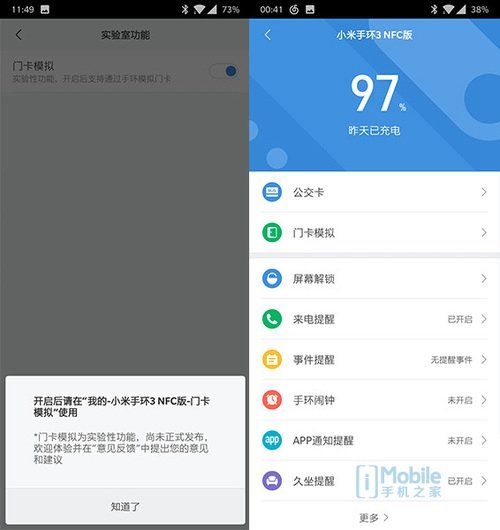 11:49
73%
实验室功能
门卡模拟
实验性功能，开启后支持通过手环模拟门卡
开启后请在“我的-小米手环3 NFC版-门卡
模拟”使用
*门卡模拟为实验性功能，尚未正式发布，
欢迎体验并在“意见反馈”中提出您的意见
和建议
知道了
00:41
38%
小米手环3 NFC版
97%
昨天已充电
公交卡
门卡模拟
屏幕解锁
来电提醒 已开启
事件提醒 无提醒事件
手环闹钟 未开启
app
APP通知提醒 未开启
久坐提醒 已开启
更多
iMobile
手机之家